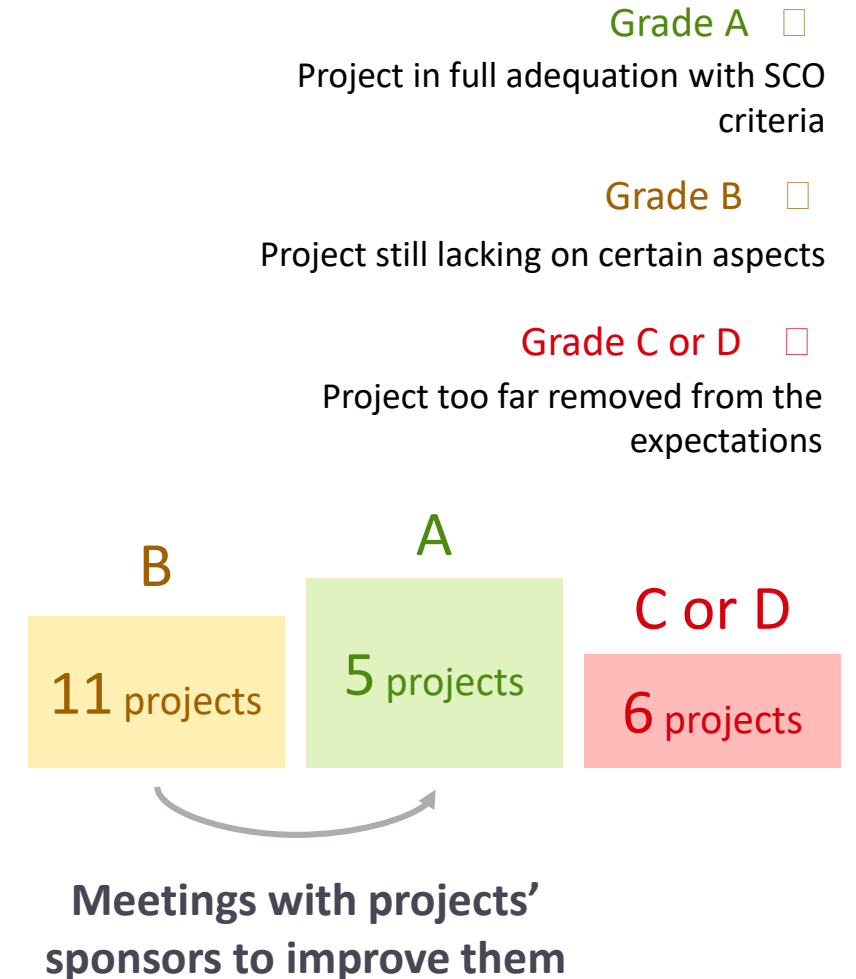 Grade A
Project in full adequation with SCO
criteria
Grade B
Project still lacking on certain aspects
Grade C or D
Project too far removed from the
expectations
B
A
C or D
11 projects
5 projects
6 projects
Meetings with projects’
sponsors to improve them